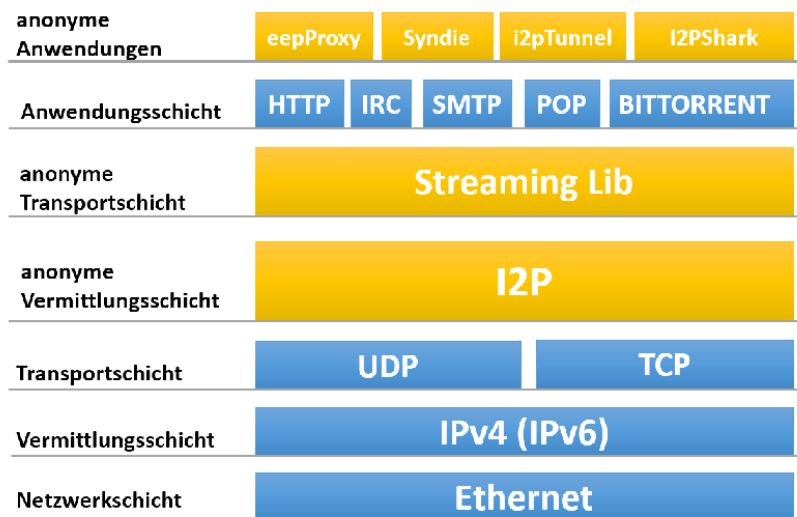 anonyme
Anwendungen
eepProxy Syndie i2pTunnel I2PShark
Anwendungsschicht
HTTP IRC SMTP POP BITTORRENT
anonyme
Transportschicht
Streaming Lib
anonyme
Vermittlungsschicht
I2P
Transportschicht
UDP TCP
Vermittlungsschicht
IPv4 (IPv6)
Netzwerkschicht
Ethernet